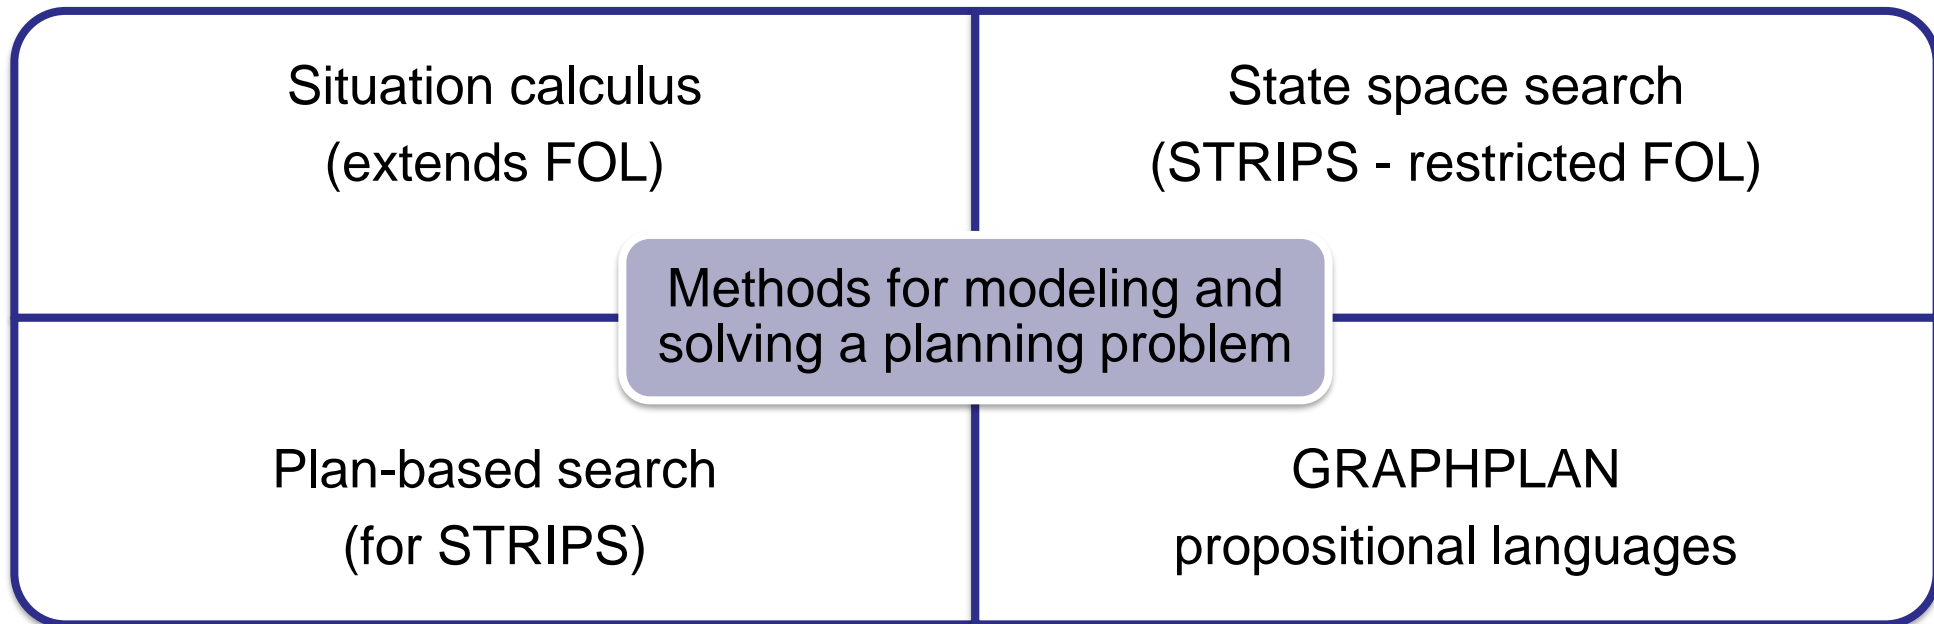 Situation calculus
(extends FOL)
State space search
(STRIPS - restricted FOL)
Methods for modeling and
solving a planning problem
Plan-based search
(for STRIPS)
GRAPHPLAN
propositional languages